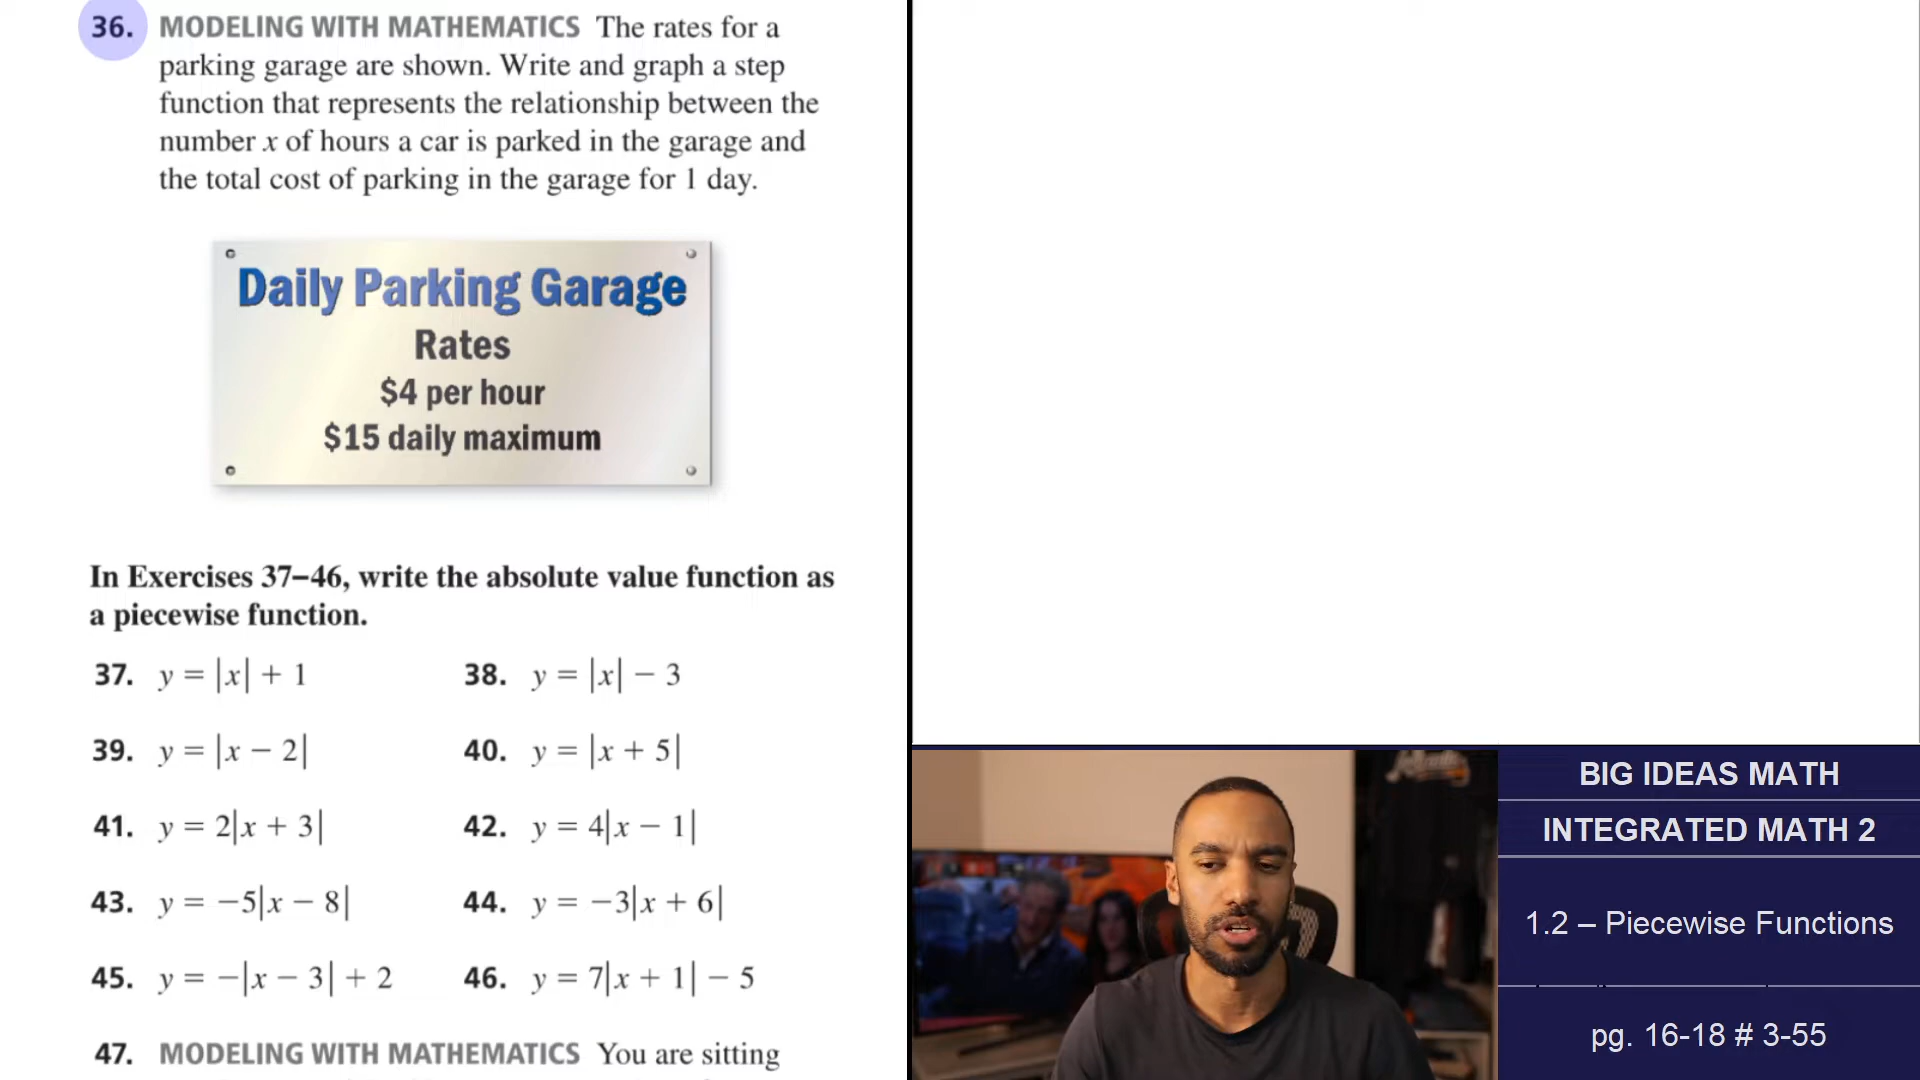 36. MODELING WITH MATHEMATICS The rates for a
parking garage are shown. Write and graph a step
function that represents the relationship between the
number x of hours a car is parked in the garage and
the total cost of parking in the garage for 1 day.
Daily Parking Garage
Rates
$4 per hour
$15 daily maximum
In Exercises 37–46, write the absolute value function as
a piecewise function.
37. y = |x| + 1
38. y = |x| − 3
39. y = |x − 2|
40. y = |x + 5|
41. y = 2|x + 3|
42. y = 4|x − 1|
43. y = −5|x − 8|
44. y = −3|x + 6|
45. y = −|x − 3| + 2
46. y = 7|x + 1| − 5
47. MODELING WITH MATHEMATICS You are sitting
BIG IDEAS MATH
INTEGRATED MATH 2
1.2 – Piecewise Functions
pg. 16-18 # 3-55